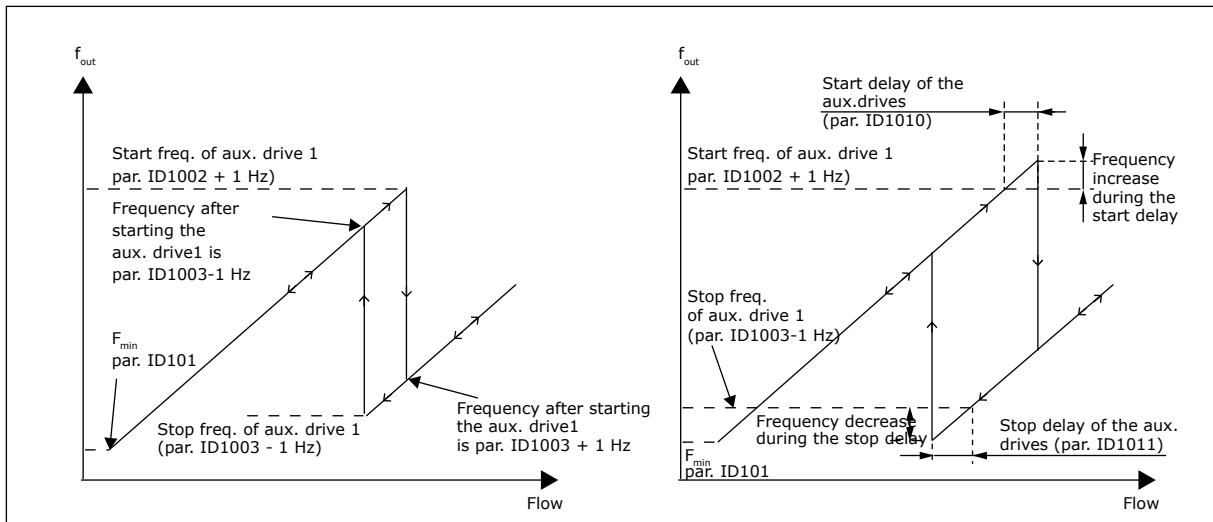 fout
Start freq. of aux. drive 1
par. ID1002 + 1 Hz)
Frequency after
starting the
aux. drive1 is
par. ID1003-1 Hz
Fmin
par. ID101
Stop freq. of aux. drive 1
(par. ID1003 - 1 Hz)
Frequency after starting
the aux. drive1
is par. ID1003 + 1 Hz
Flow
fout
Start delay of the
aux.drives
(par. ID1010)
Start freq. of aux. drive 1
par. ID1002 + 1 Hz)
Frequency
increase
during the
start delay
Stop freq.
of aux. drive 1
(par. ID1003-1 Hz)
Frequency decrease
during the stop delay
Stop delay of the aux.
drives (par. ID1011)
Fmin
par. ID101
Flow